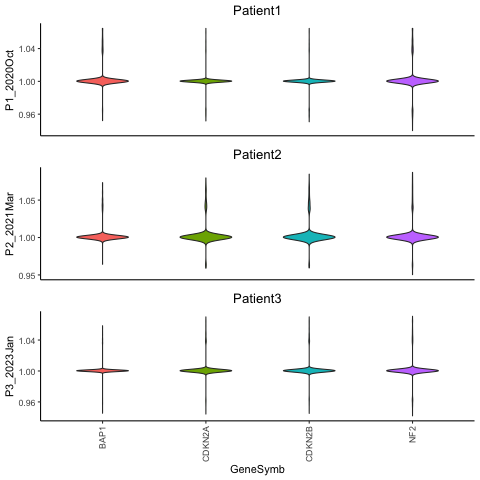 Patient1
P1_2020Oct
1.04
1.00
0.96
Patient2
P2_2021Mar
1.05
1.00
0.95
Patient3
P3_2023Jan
1.04
1.00
0.96
BAP1
CDKN2A
CDKN2B
NF2
GeneSymb